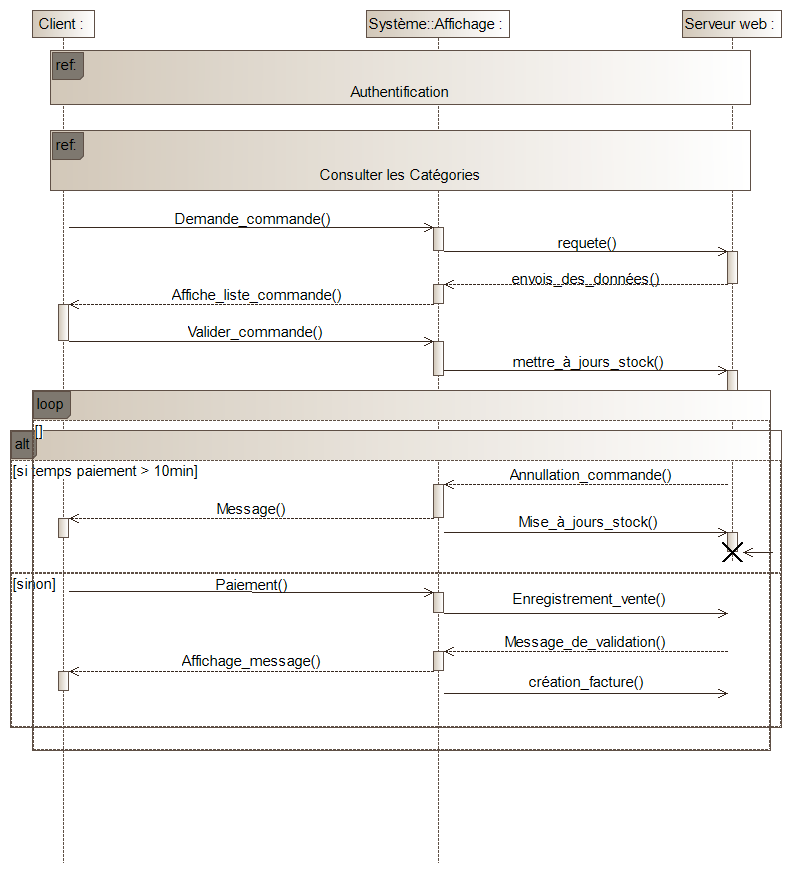 Client :
Système::Affichage :
Serveur web :
ref:
Authentification
ref:
Consulter les Catégories
Demande_commande()
requete()
envois_des_données()
Affiche_liste_commande()
Valider_commande()
mettre_à_jours_stock()
loop
[]
alt
[si temps paiement > 10min]
Annullation_commande()
Message()
Mise_à_jours_stock()
[sinon]
Paiement()
Enregistrement_vente()
Message_de_validation()
Affichage_message()
création_facture()